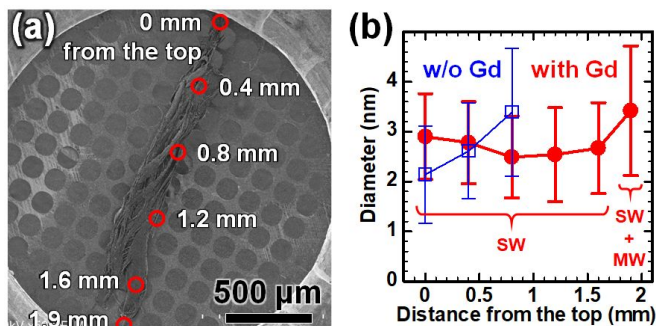 (a)
0 mm
from the top
0.4 mm
0.8 mm
1.2 mm
1.6 mm
1.9 mm
500 μm
(b)
w/o Gd
with Gd
5
4
3
2
1
0
Diameter (nm)
SW
SW
+
MW
0
0.5
1
1.5
2
Distance from the top (mm)